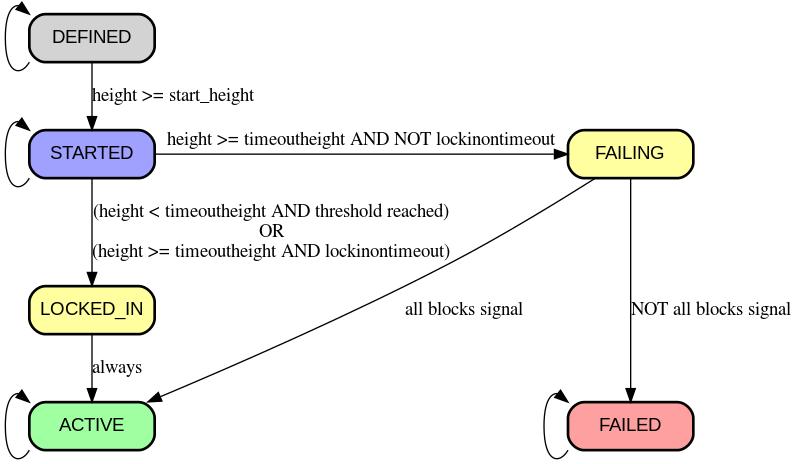 DEFINED
height >= start_height
STARTED
height >= timeoutheight AND NOT lockinontimeout
FAILING
(height < timeoutheight AND threshold reached)
OR
(height >= timeoutheight AND lockinontimeout)
LOCKED_IN
all blocks signal
NOT all blocks signal
always
ACTIVE
FAILED